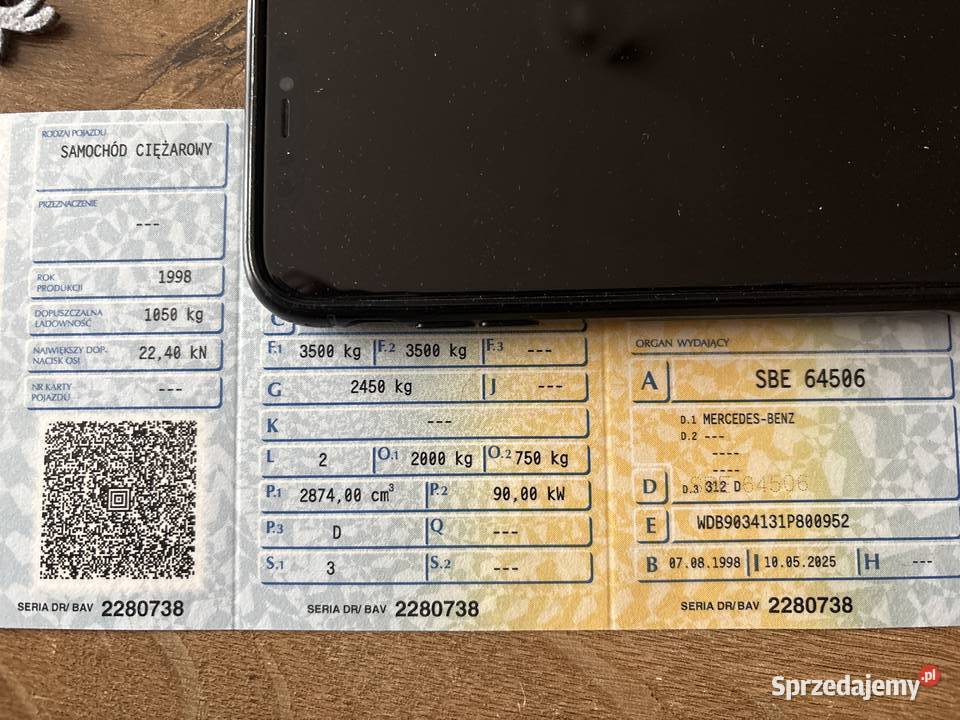 RODZAJ POJAZDU
SAMOCHÓD CIĘŻAROWY
PRZEZNACZENIE
---
ROK PRODUKCJI 1998
DOPUSZCZALNA ŁADOWNOŚĆ 1050 kg
NAJWIĘKSZY DOP. NACISK OSI 22,40 kN
NR KARTY POJAZDU ---
SERIA DR/ BAV 2280738
C
F.1 3500 kg F.2 3500 kg F.3 ---
G 2450 kg J ---
K ---
L 2 O.1 2000 kg O.2 750 kg
P.1 2874,00 cm³ P.2 90,00 kW
P.3 D Q ---
S.1 3 S.2 ---
SERIA DR/ BAV 2280738
ORGAN WYDAJĄCY
A SBE 64506
D.1 MERCEDES-BENZ
D.2 ---
----
----
D D.3 312 D
SBE 64506
E WDB9034131P800952
B 07.08.1998 I 10.05.2025 H ---
SERIA DR/ BAV 2280738
Sprzedajemy.pl